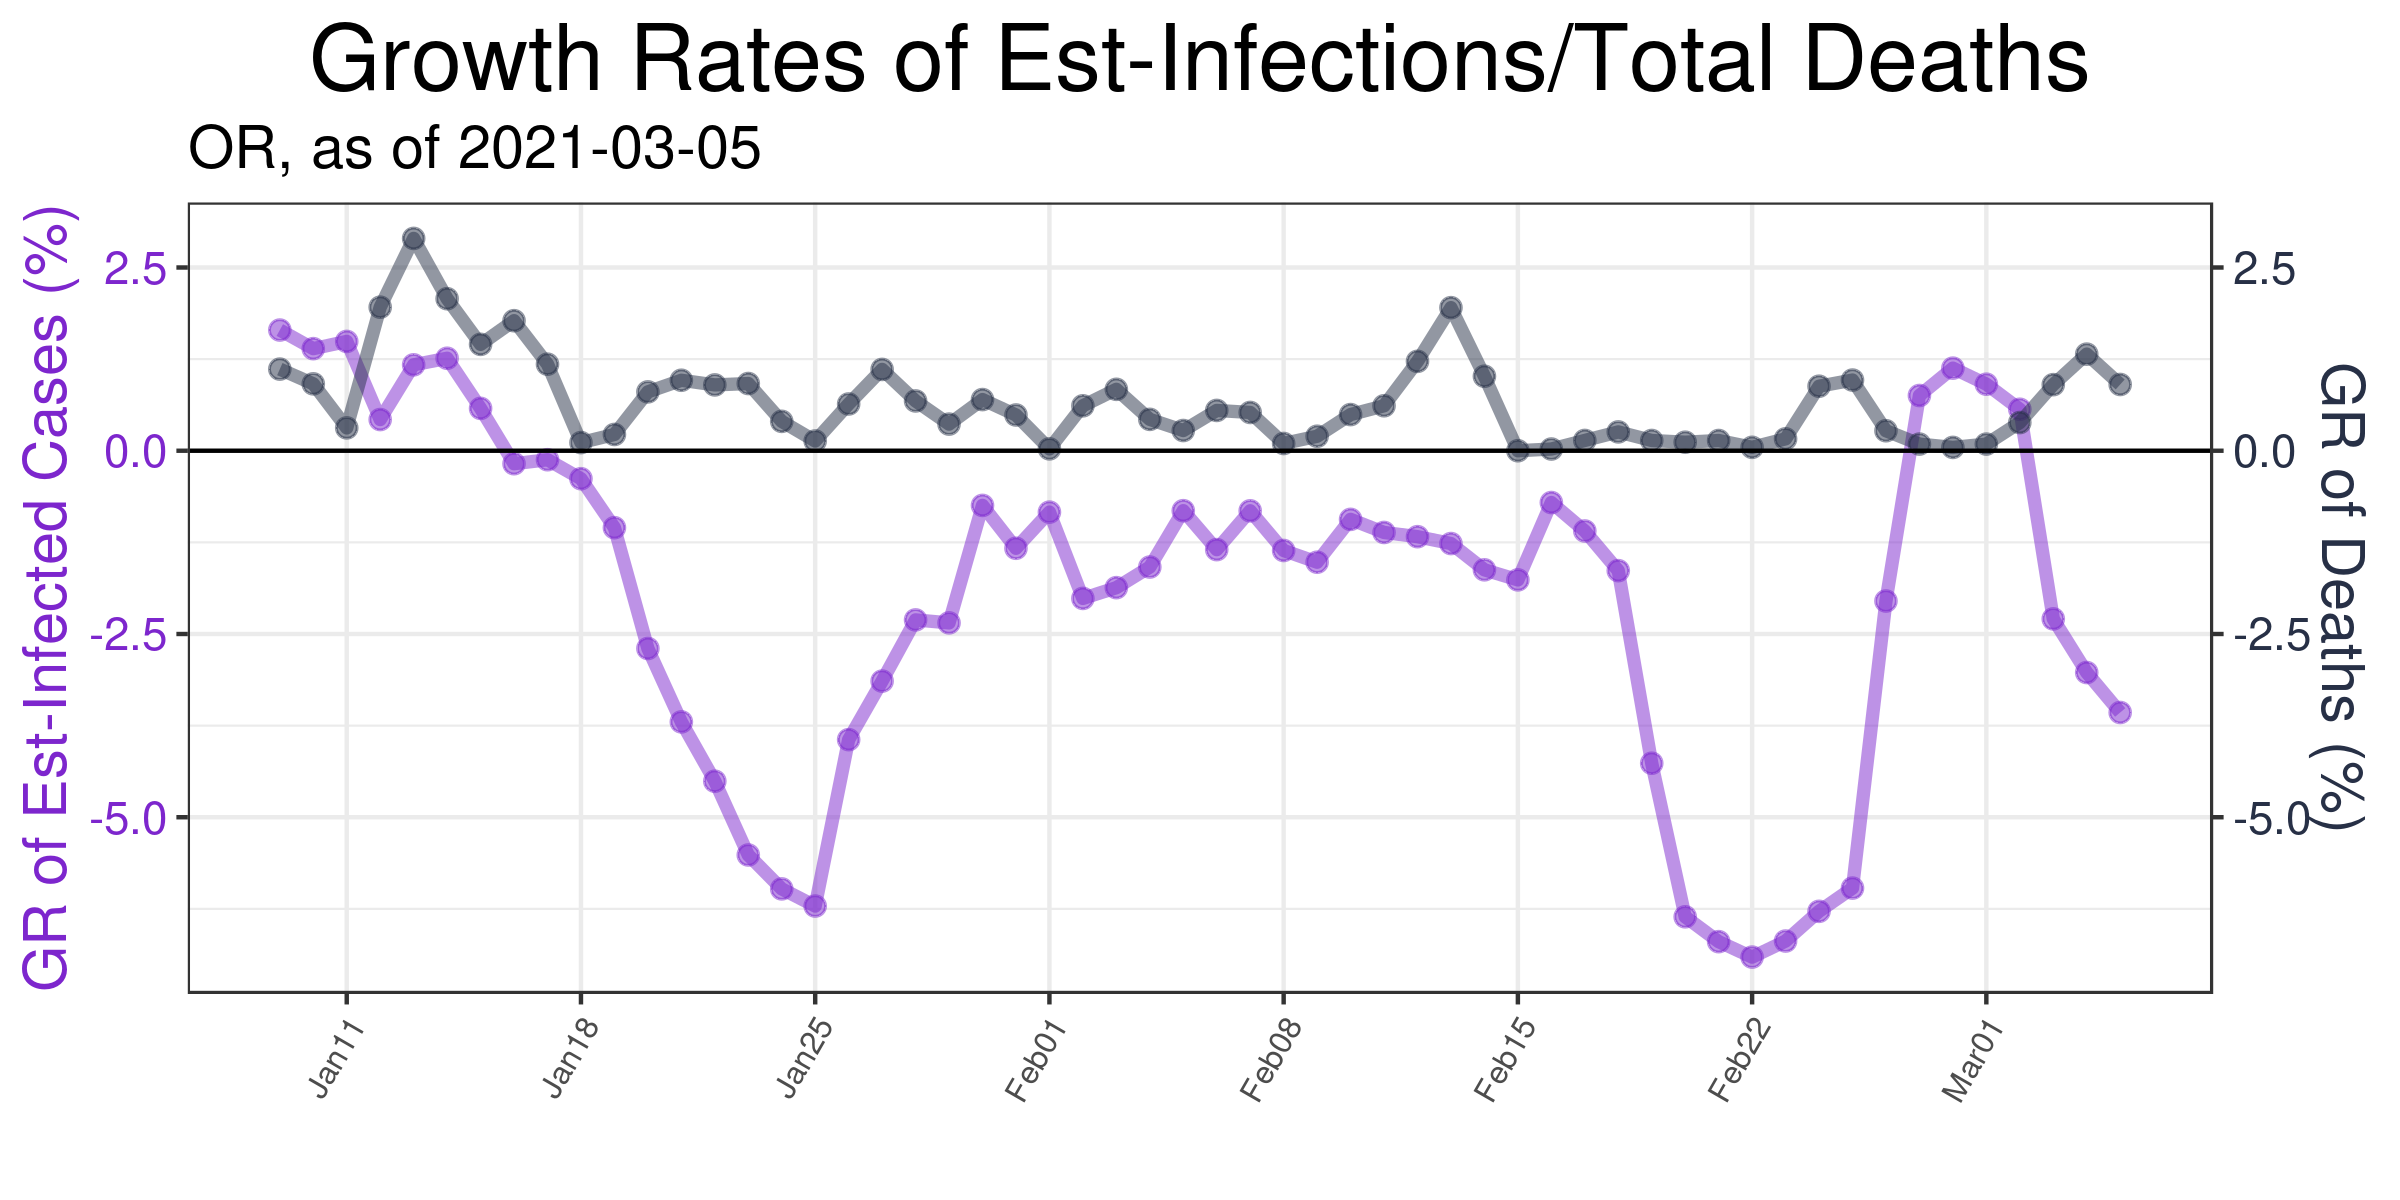 Growth Rates of Est-Infections/Total Deaths
OR, as of 2021-03-05
GR of Est-Infected Cases (%)
2.5
0.0
-2.5
-5.0
2.5
0.0
-2.5
-5.0
GR of Deaths (%)
Jan11
Jan18
Jan25
Feb01
Feb08
Feb15
Feb22
Mar01